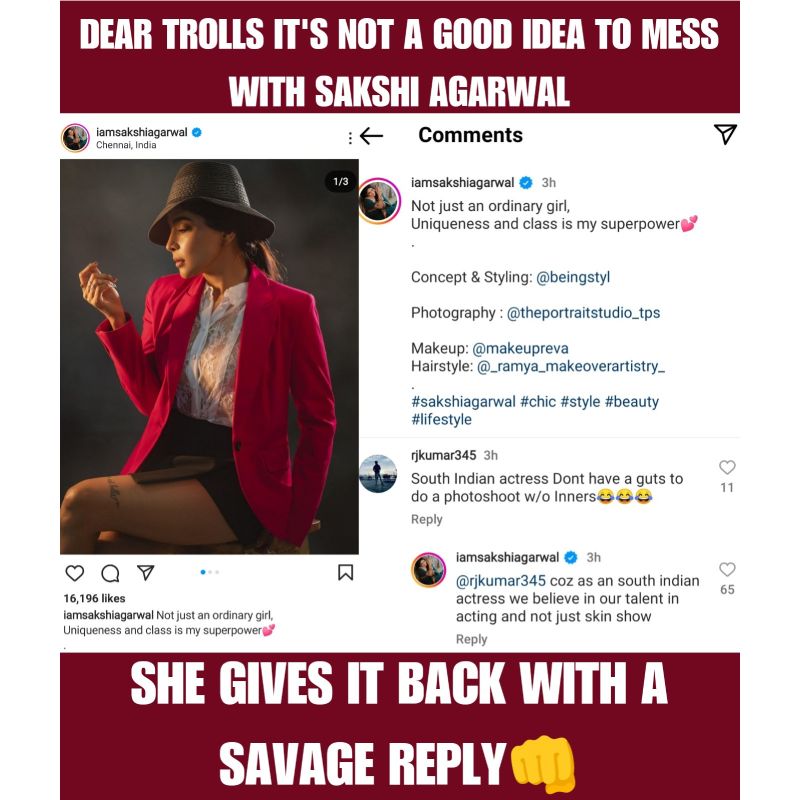 DEAR TROLLS IT'S NOT A GOOD IDEA TO MESS
WITH SAKSHI AGARWAL
iamsakshiagarwal
Chennai, India
1/3
16,196 likes
iamsakshiagarwal Not just an ordinary girl,
Uniqueness and class is my superpower💕
.
Comments
iamsakshiagarwal 3h
Not just an ordinary girl,
Uniqueness and class is my superpower💕
.
Concept & Styling: @beingstyl
Photography : @theportraitstudio_tps
Makeup: @makeupreva
Hairstyle: @_ramya_makeoverartistry_
.
#sakshiagarwal #chic #style #beauty
#lifestyle
rjkumar345 3h
South Indian actress Dont have a guts to
do a photoshoot w/o Inners😂😂😂
11
Reply
iamsakshiagarwal 3h
@rjkumar345 coz as an south indian
actress we believe in our talent in
acting and not just skin show
65
Reply
SHE GIVES IT BACK WITH A
SAVAGE REPLY👊